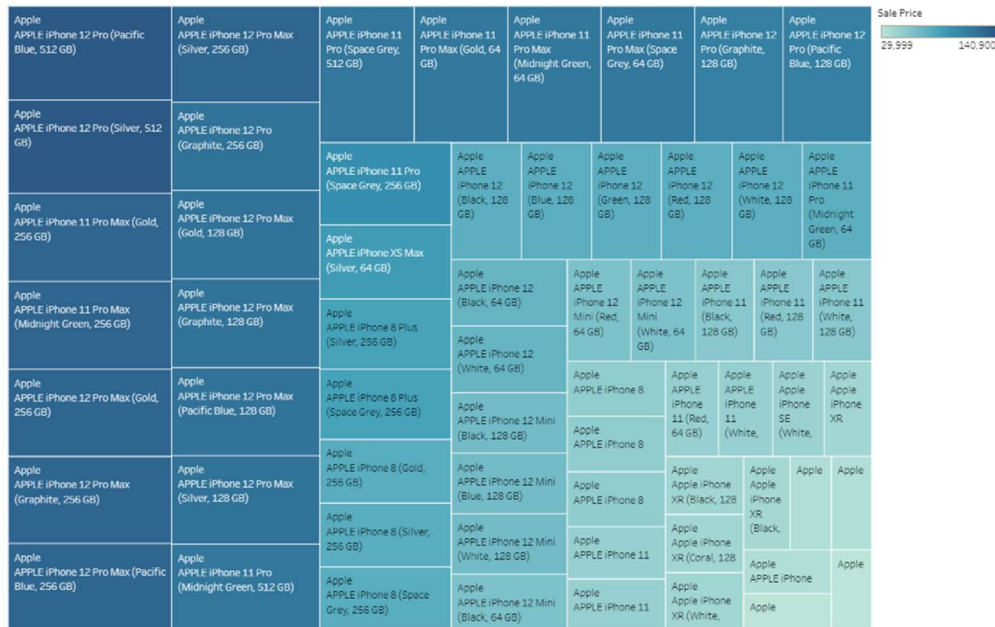 Apple
APPLE iPhone 12 Pro (Pacific
Blue, 512 GB)
Apple
APPLE iPhone 12 Pro (Silver, 512
GB)
Apple
APPLE iPhone 11 Pro Max (Gold,
256 GB)
Apple
APPLE iPhone 11 Pro Max
(Midnight Green, 256 GB)
Apple
APPLE iPhone 12 Pro Max (Gold,
256 GB)
Apple
APPLE iPhone 12 Pro Max
(Graphite, 256 GB)
Apple
APPLE iPhone 12 Pro Max (Pacific
Blue, 256 GB)
Apple
APPLE iPhone 12 Pro Max
(Silver, 256 GB)
Apple
APPLE iPhone 12 Pro
(Graphite, 256 GB)
Apple
APPLE iPhone 12 Pro Max
(Gold, 128 GB)
Apple
APPLE iPhone 12 Pro Max
(Graphite, 128 GB)
Apple
APPLE iPhone 12 Pro Max
(Pacific Blue, 128 GB)
Apple
APPLE iPhone 12 Pro Max
(Silver, 128 GB)
Apple
APPLE iPhone 11 Pro
(Midnight Green, 512 GB)
Apple
APPLE iPhone 11
Pro (Space Grey,
512 GB)
Apple
APPLE iPhone 11
Pro Max (Gold, 64
GB)
Apple
APPLE iPhone 11
Pro Max
(Midnight Green,
64 GB)
Apple
APPLE iPhone 11
Pro Max (Space
Grey, 64 GB)
Apple
APPLE iPhone 12
Pro (Graphite,
128 GB)
Apple
APPLE iPhone 12
Pro (Pacific
Blue, 128 GB)
Apple
APPLE iPhone 11 Pro
(Space Grey, 256 GB)
Apple
APPLE iPhone XS Max
(Silver, 64 GB)
Apple
APPLE iPhone 8 Plus
(Silver, 256 GB)
Apple
APPLE iPhone 8 Plus
(Space Grey, 256 GB)
Apple
APPLE iPhone 8 (Gold,
256 GB)
Apple
APPLE iPhone 8 (Silver,
256 GB)
Apple
APPLE iPhone 8 (Space
Grey, 256 GB)
Apple
APPLE
iPhone 12
(Black, 128
GB)
Apple
APPLE
iPhone 12
(Blue, 128
GB)
Apple
APPLE
iPhone 12
(Green, 128
GB)
Apple
APPLE
iPhone 12
(Red, 128
GB)
Apple
APPLE
iPhone 12
(White, 128
GB)
Apple
APPLE
iPhone 11
Pro
(Midnight
Green, 64
GB)
Apple
APPLE iPhone 12
(Black, 64 GB)
Apple
APPLE iPhone 12
(White, 64 GB)
Apple
APPLE iPhone 12 Mini
(Black, 128 GB)
Apple
APPLE iPhone 12 Mini
(Blue, 128 GB)
Apple
APPLE iPhone 12 Mini
(White, 128 GB)
Apple
APPLE iPhone 12 Mini
(Black, 64 GB)
Apple
APPLE
iPhone 12
Mini (Red,
64 GB)
Apple
APPLE
iPhone 12
Mini
(White, 64
GB)
Apple
APPLE
iPhone 11
(Black,
128 GB)
Apple
APPLE
iPhone 11
(Red, 128
GB)
Apple
APPLE
iPhone 11
(White,
128 GB)
Apple
APPLE iPhone 8
Apple
APPLE iPhone 8
Apple
APPLE iPhone 8
Apple
APPLE iPhone 11
Apple
APPLE iPhone 11
Apple
APPLE
iPhone
11 (Red,
64 GB)
Apple
APPLE
iPhone
11
(White,
Apple
Apple
iPhone
SE
(White,
Apple
Apple
iPhone
XR
Apple
Apple iPhone
XR (Black, 128
Apple
Apple iPhone
XR (Coral, 128
Apple
Apple iPhone
XR (White,
Apple
Apple
iPhone
XR
(Black,
Apple
Apple
Apple
APPLE iPhone
Apple
Apple
Sale Price
29,999
140,900